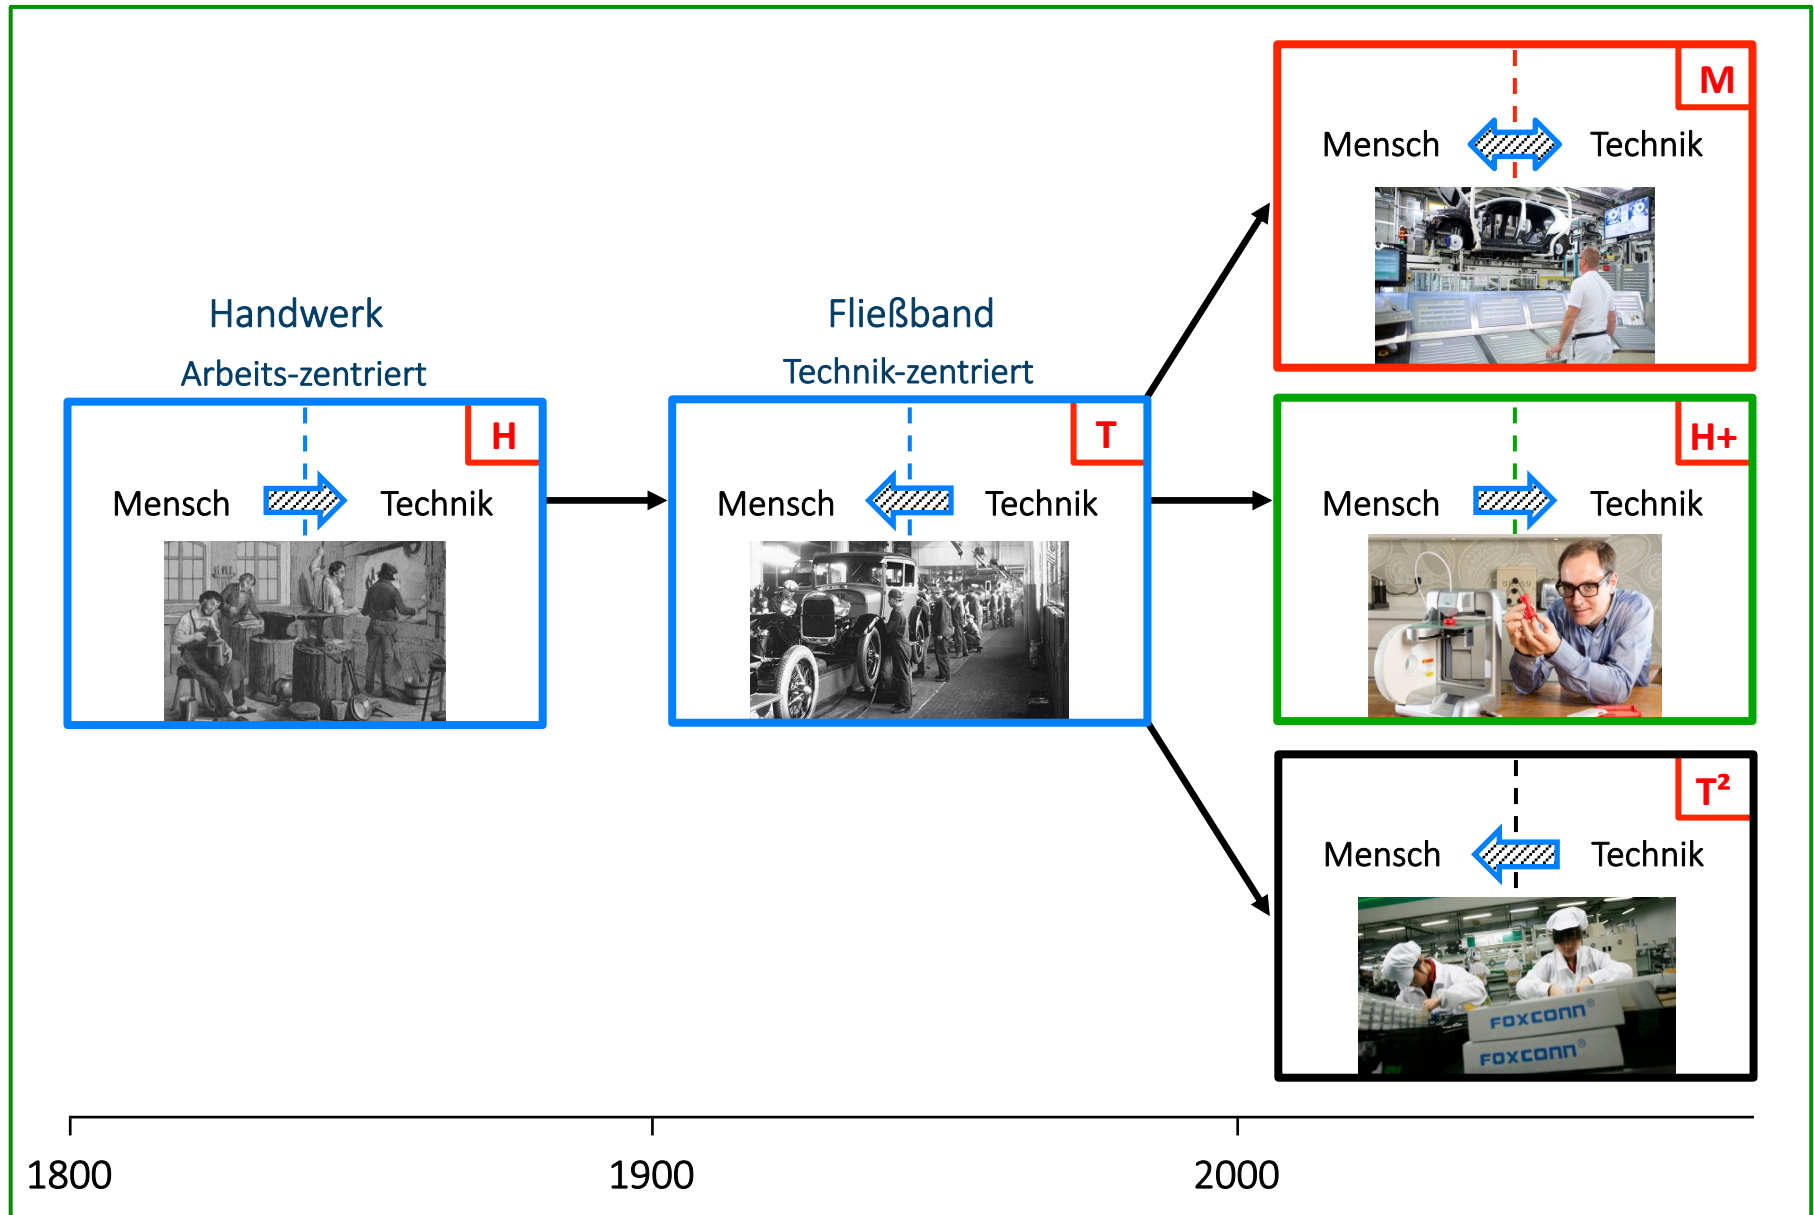 M
Mensch Technik
Handwerk
Arbeits-zentriert
H
Mensch Technik
Fließband
Technik-zentriert
T
Mensch Technik
H+
Mensch Technik
T²
Mensch Technik
FOXCONN®
FOXCONN®
1800 1900 2000